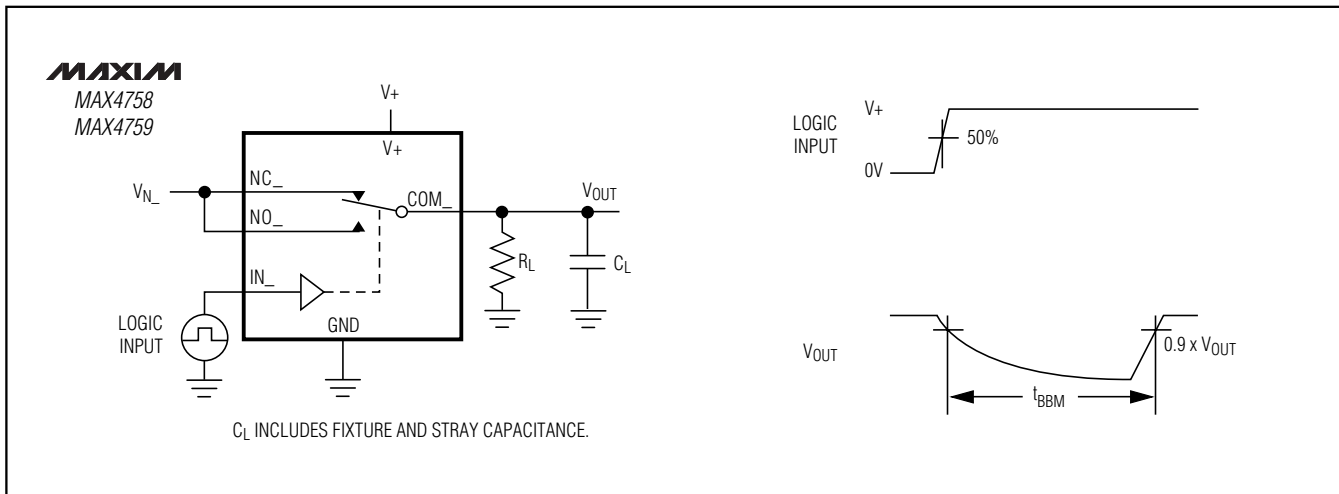 MAXIM
MAX4758
MAX4759
V+
V+
NC_
V_N_
NO_
COM_
V_OUT
R_L
C_L
IN_
GND
LOGIC
INPUT
C_L INCLUDES FIXTURE AND STRAY CAPACITANCE.
V+
LOGIC
INPUT
50%
0V
V_OUT
0.9 x V_OUT
t_BBM